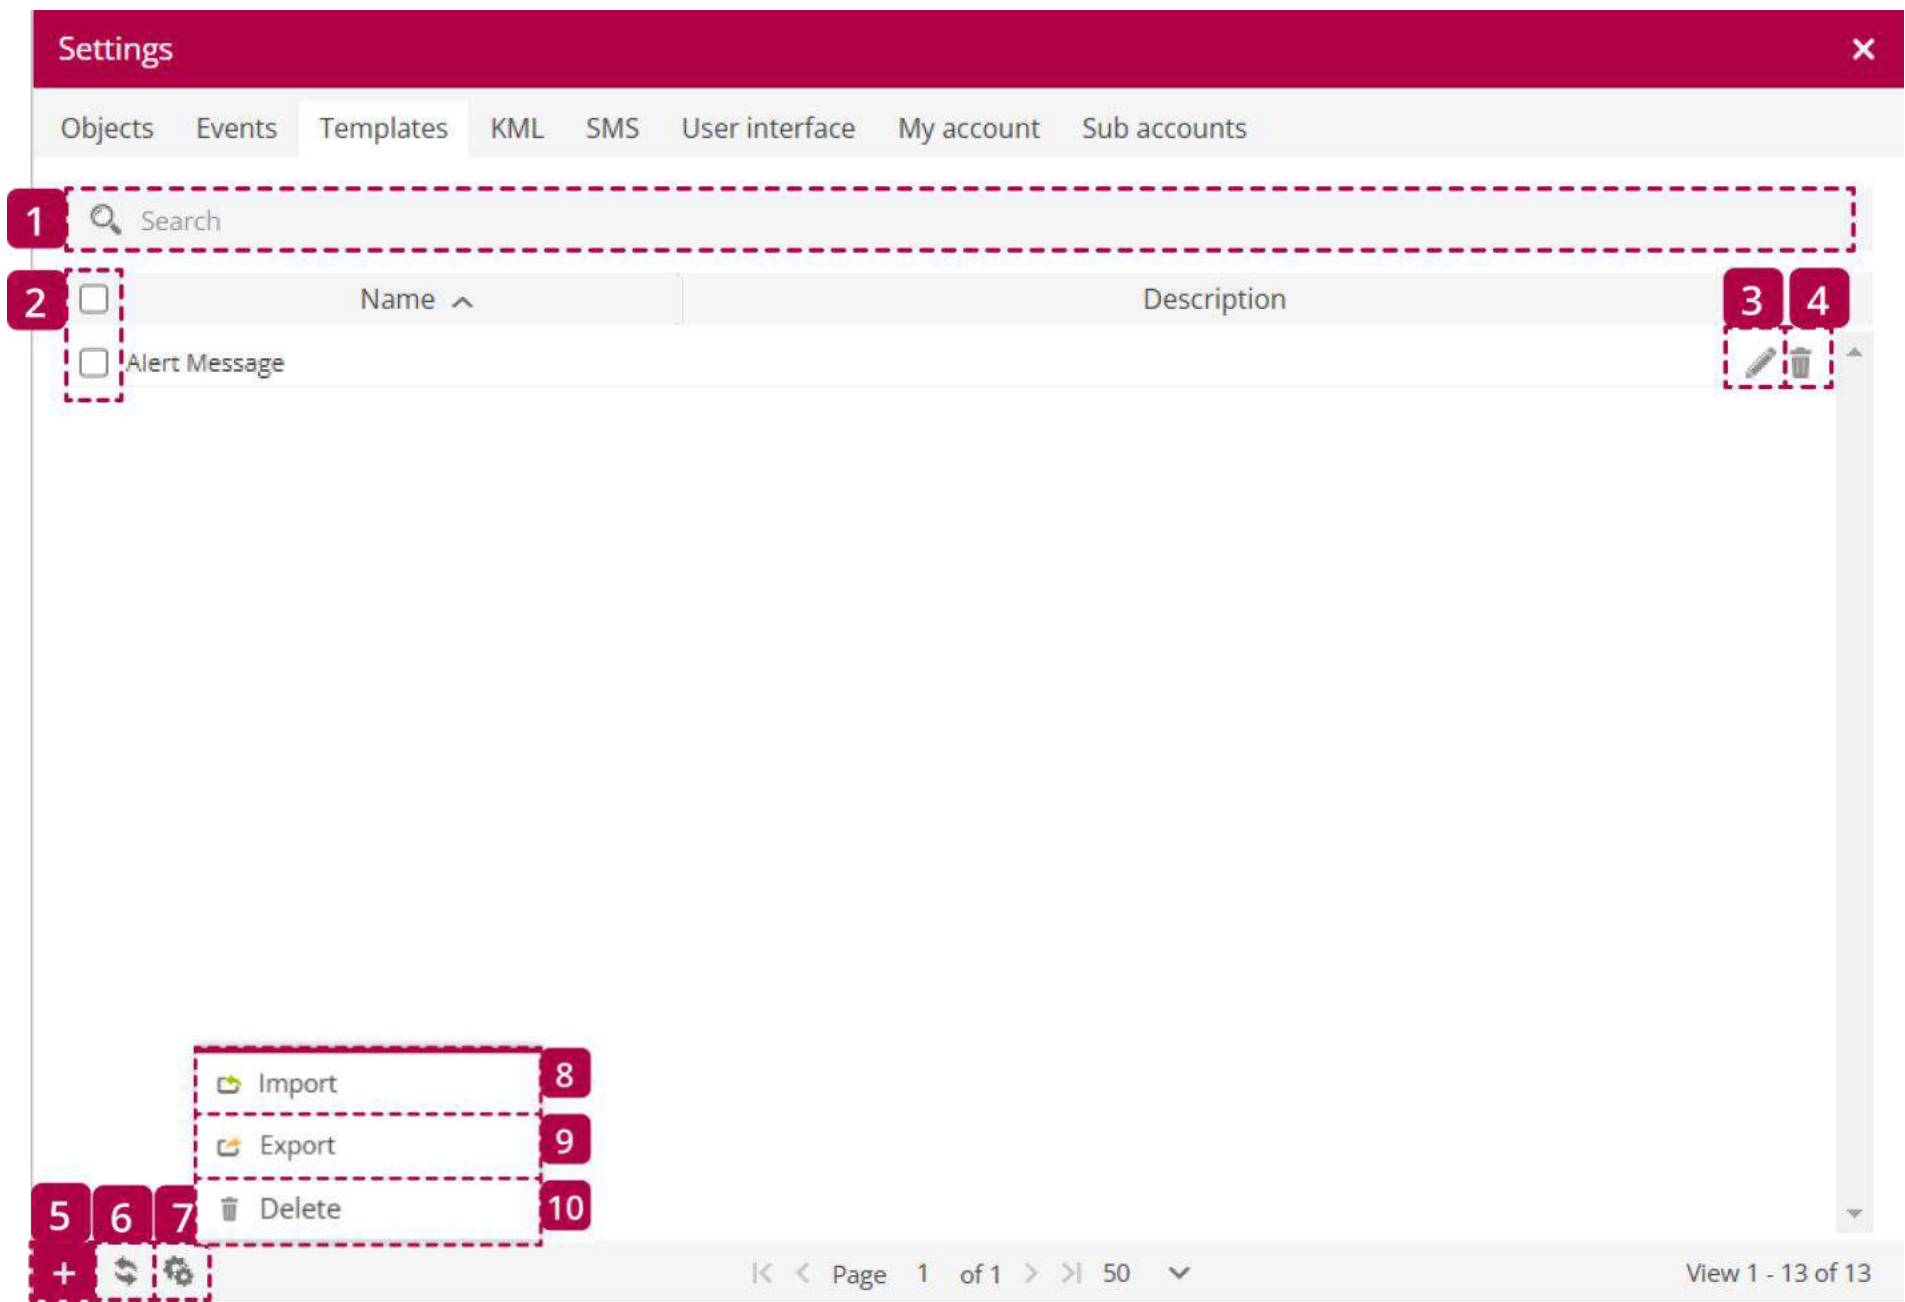 Settings
Objects Events Templates KML SMS User interface My account Sub accounts
1 Search
2 Name Description 3 4
Alert Message
Import 8
Export 9
5 6 7 Delete 10
Page 1 of 1 50 View 1 - 13 of 13